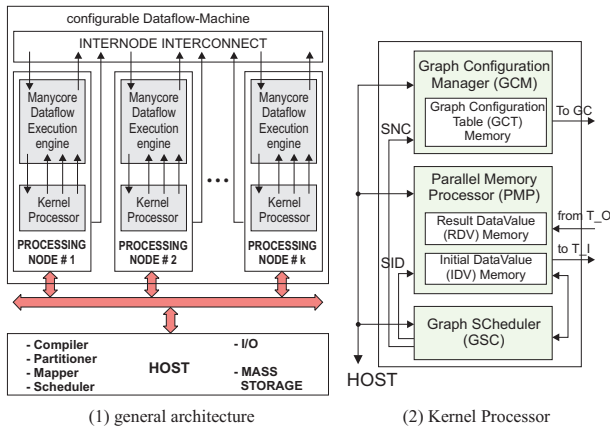 configurable Dataflow-Machine
INTERNODE INTERCONNECT
Manycore
Dataflow
Execution
engine
Kernel
Processor
PROCESSING
NODE # 1
Manycore
Dataflow
Execution
engine
Kernel
Processor
PROCESSING
NODE # 2
...
Manycore
Dataflow
Execution
engine
Kernel
Processor
PROCESSING
NODE # k
- Compiler
- Partitioner
- Mapper
- Scheduler
HOST
- I/O
- MASS
STORAGE
(1) general architecture
Graph Configuration
Manager (GCM)
Graph Configuration
Table (GCT)
Memory
To GC
SNC
Parallel Memory
Processor (PMP)
Result DataValue
(RDV) Memory
from T_O
to T_I
Initial DataValue
(IDV) Memory
SID
Graph SCheduler
(GSC)
HOST
(2) Kernel Processor